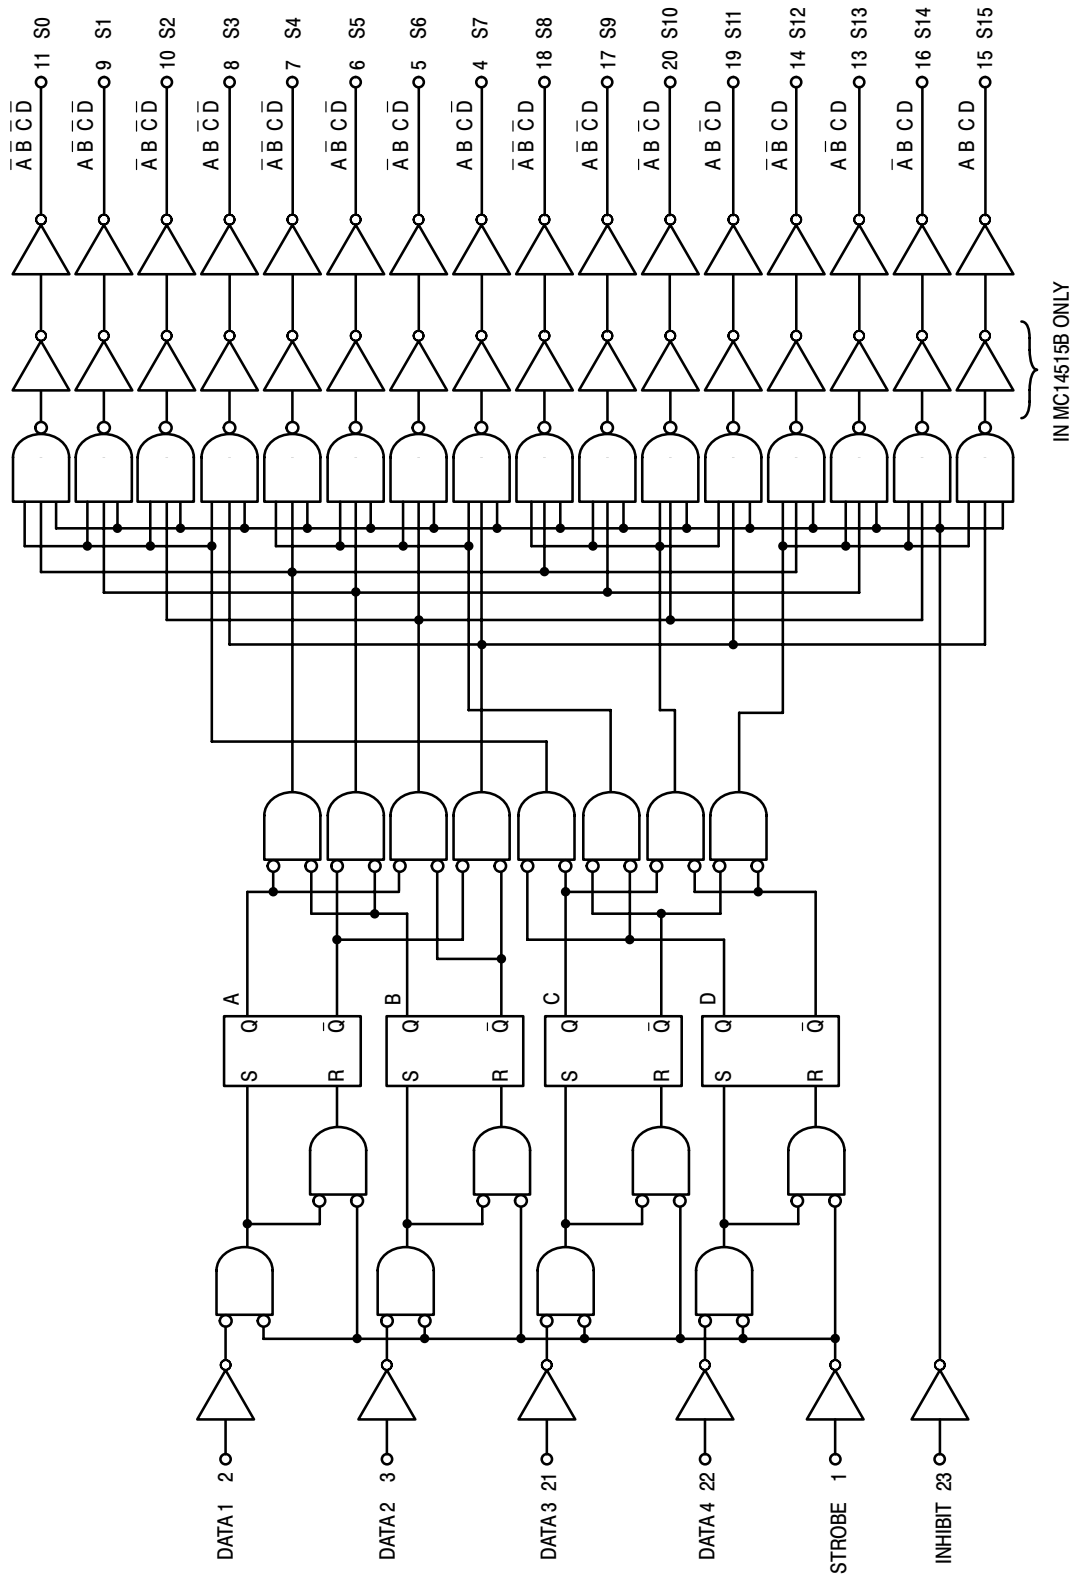 DATA 1 2
DATA 2 3
DATA 3 21
DATA 4 22
STROBE 1
INHIBIT 23
S Q A
R Q̅
S Q B
R Q̅
S Q C
R Q̅
S Q D
R Q̅
A̅ B̅ C̅ D̅ 11 S0
A B̅ C̅ D̅ 9 S1
A̅ B C̅ D̅ 10 S2
A B C̅ D̅ 8 S3
A̅ B̅ C D̅ 7 S4
A B̅ C D̅ 6 S5
A̅ B C D̅ 5 S6
A B C D̅ 4 S7
A̅ B̅ C̅ D 18 S8
A B̅ C̅ D 17 S9
A̅ B C̅ D 20 S10
A B C̅ D 19 S11
A̅ B̅ C D 14 S12
A B̅ C D 13 S13
A̅ B C D 16 S14
A B C D 15 S15
IN MC14515B ONLY